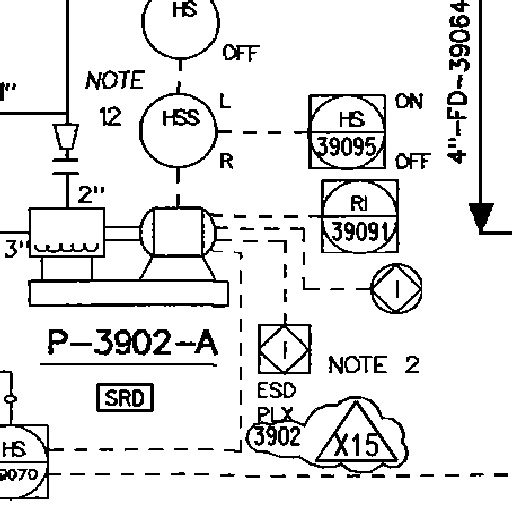 HS
OFF
NOTE
12
HSS
L
R
HS
39095
ON
OFF
4"-FD-39064
1"
2"
3"
RI
39091
I
P-3902-A
SRD
I
NOTE 2
ESD
PLX
3902
X15
HS
9070